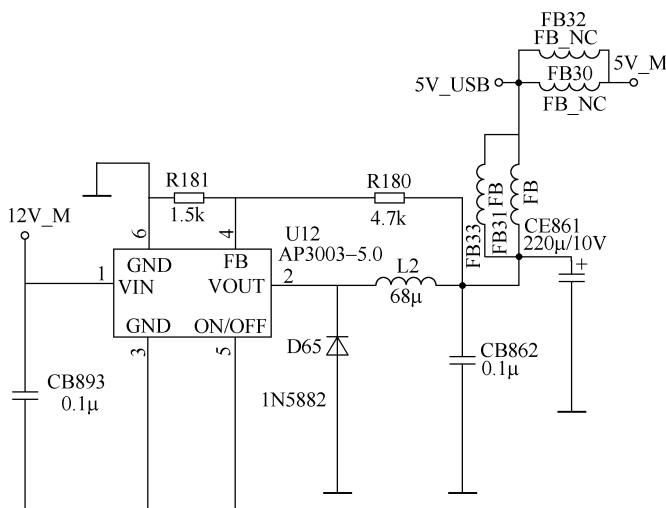 FB32
FB_NC
5V_M
FB30
5V_USB
FB_NC
R181
R180
FB
FB
1.5k
4.7k
12V_M
6
4
U12
FB33
FB31
CE861
220μ/10V
AP3003-5.0
GND
FB
1
VIN
VOUT
2
L2
+
68μ
GND
ON/OFF
3
5
D65
CB862
0.1μ
CB893
0.1μ
1N5882